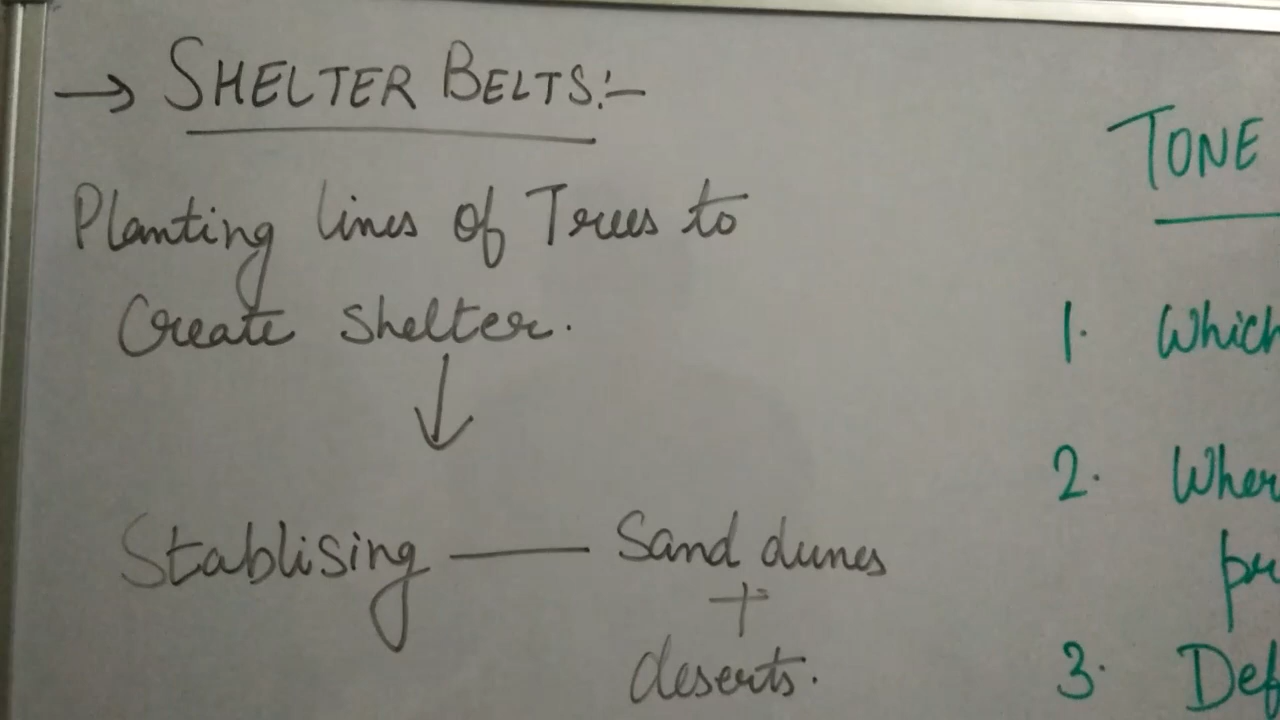 → SHELTER BELTS:-
Planting lines of Trees to
Create shelter.
↓
Stablising — Sand dunes
+
deserts.
TONE
1. Which
2. Wher
pr
3. Def